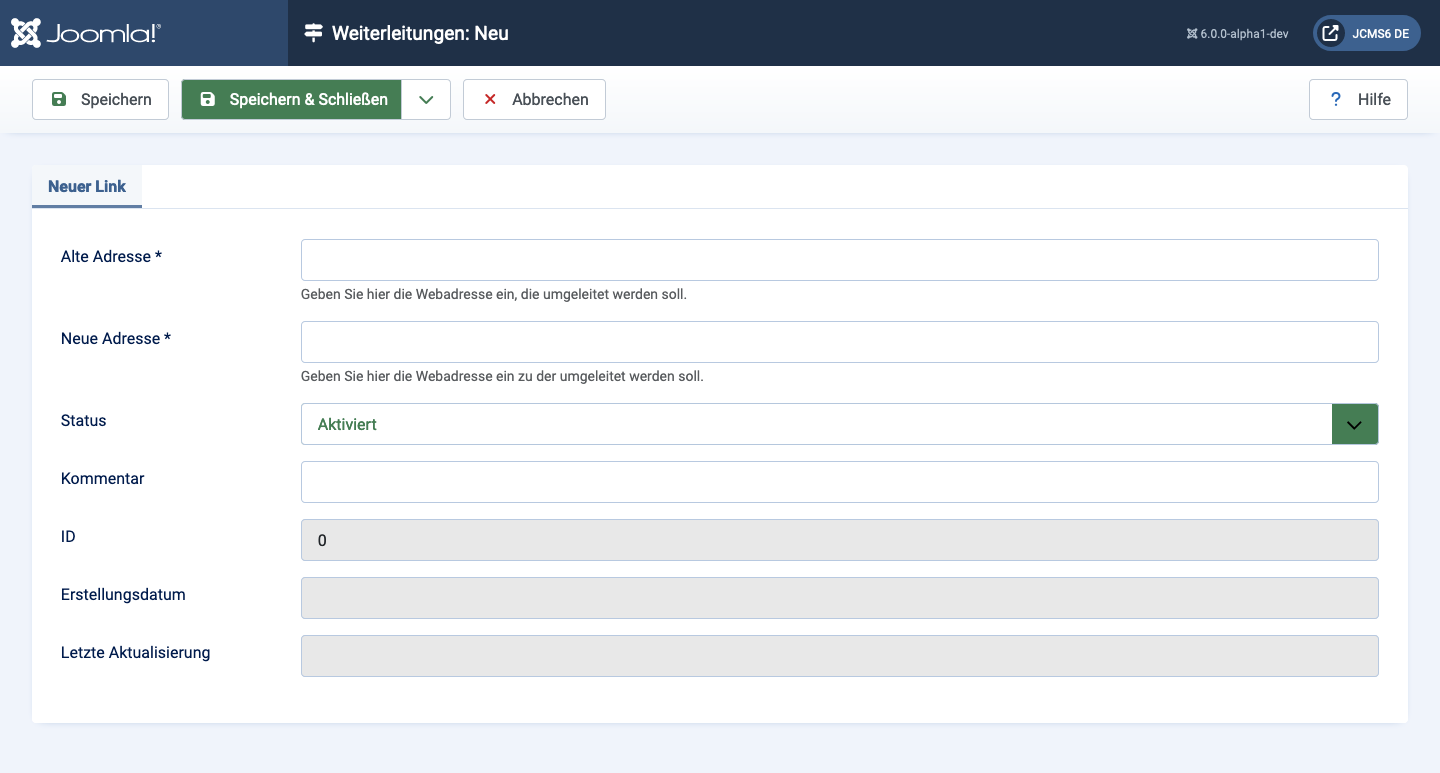 Joomla!®
Weiterleitungen: Neu
6.0.0-alpha1-dev
JCMS6 DE
Speichern
Speichern & Schließen
Abbrechen
? Hilfe
Neuer Link
Alte Adresse *
Geben Sie hier die Webadresse ein, die umgeleitet werden soll.
Neue Adresse *
Geben Sie hier die Webadresse ein zu der umgeleitet werden soll.
Status
Aktiviert
Kommentar
ID
0
Erstellungsdatum
Letzte Aktualisierung